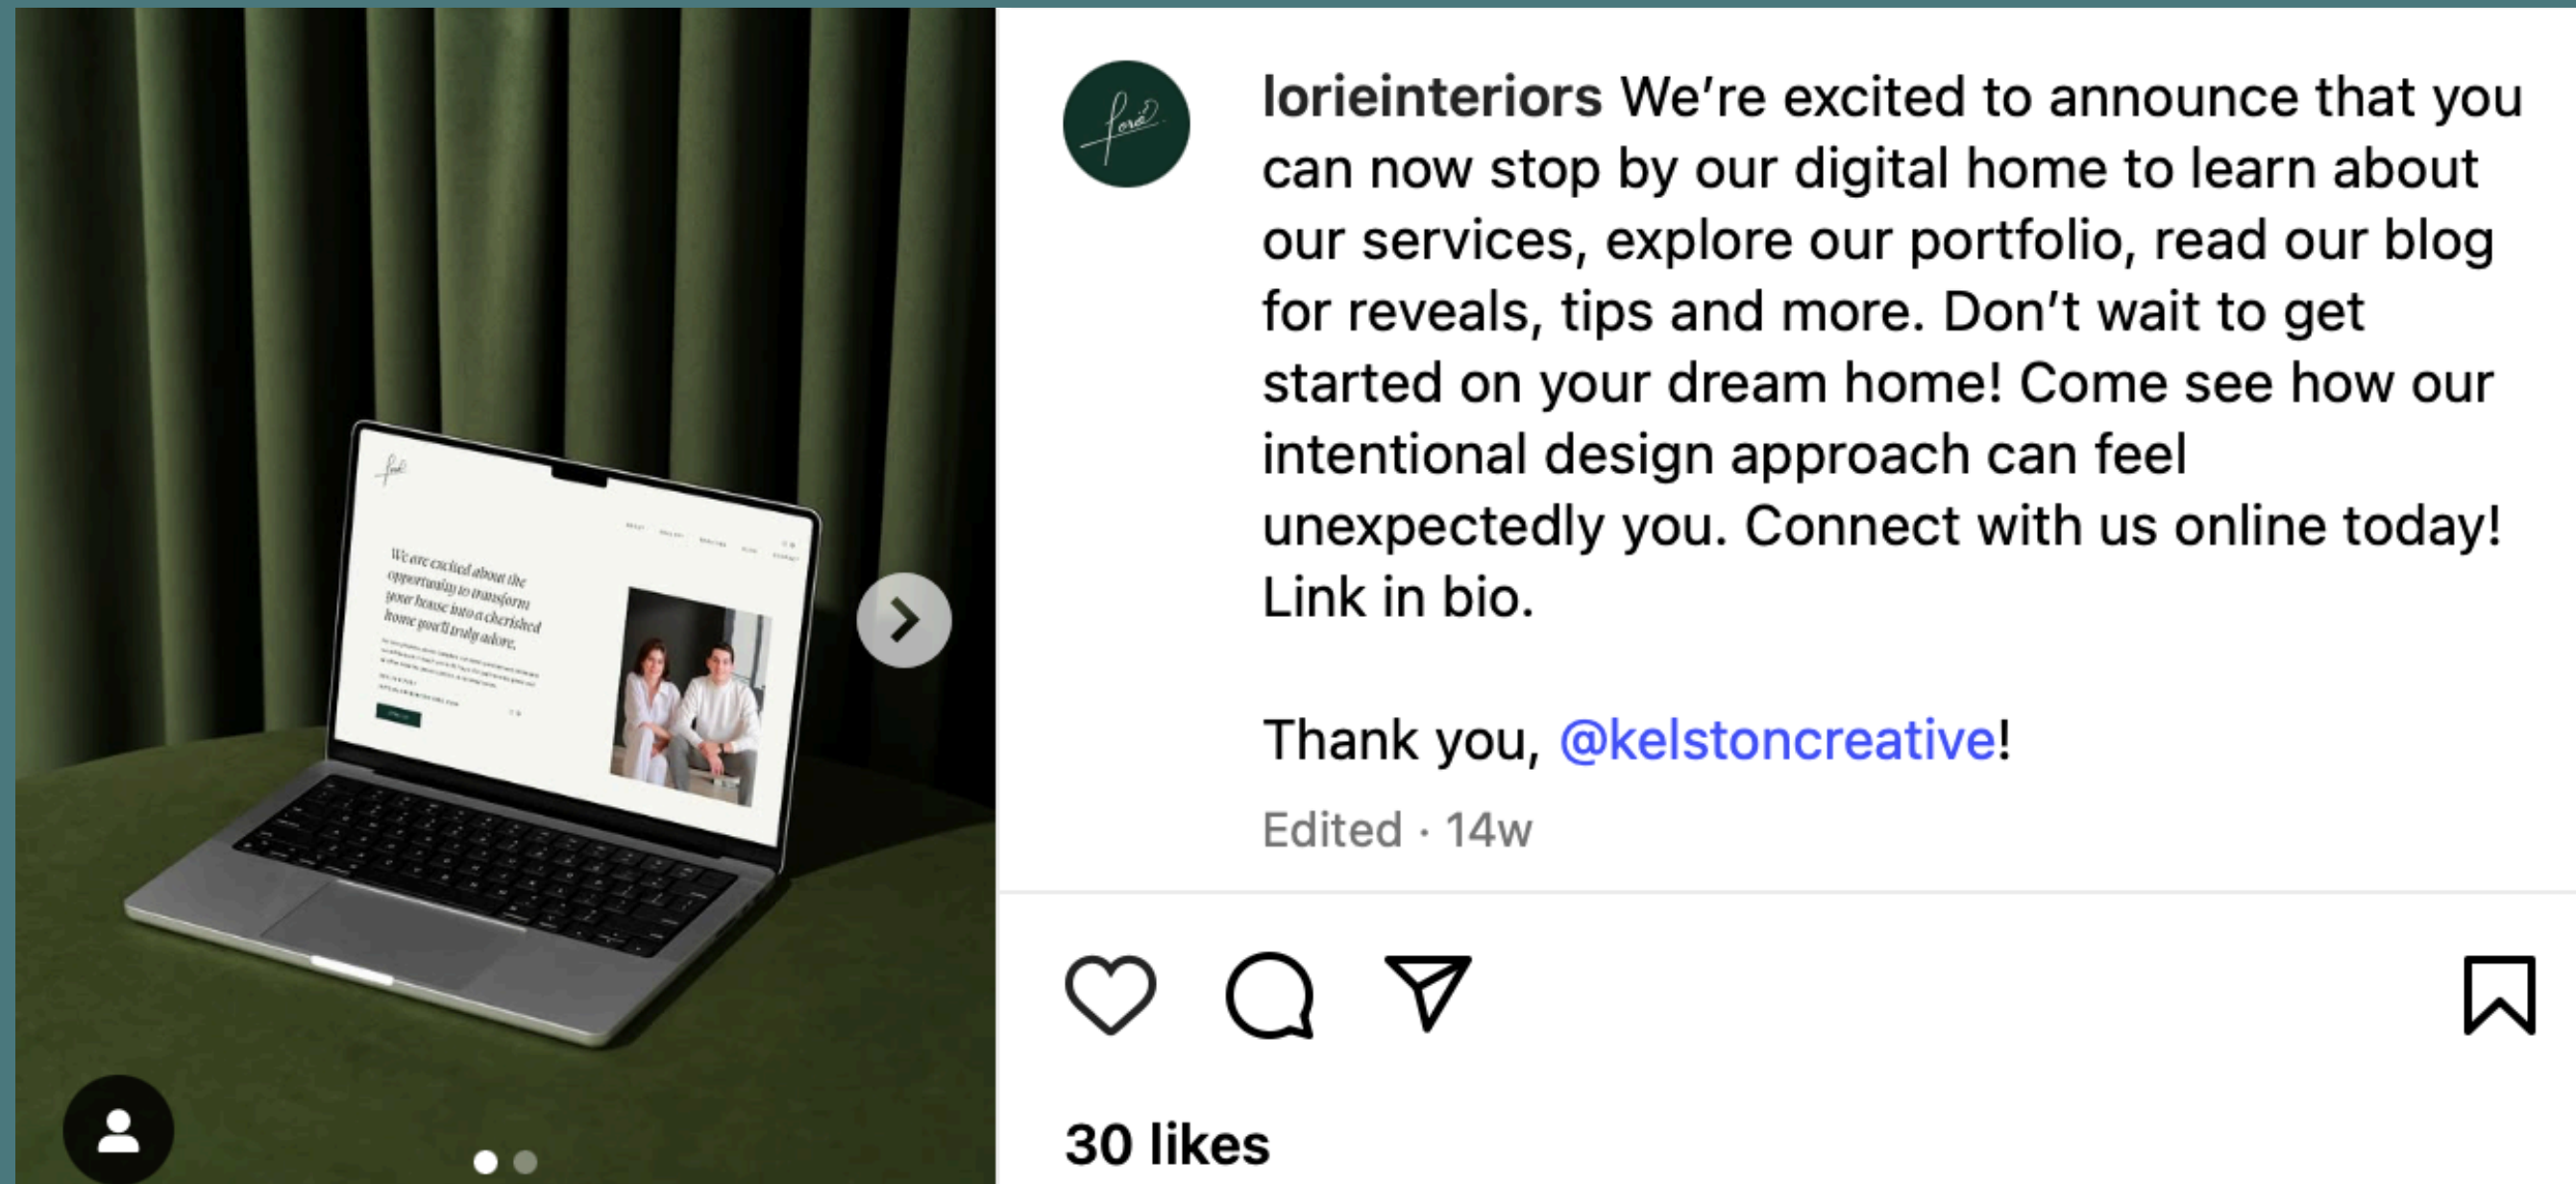 We are excited about the
opportunity to transform
your house into a cherished
home you'll truly adore.
lorieinteriors We’re excited to announce that you
can now stop by our digital home to learn about
our services, explore our portfolio, read our blog
for reveals, tips and more. Don’t wait to get
started on your dream home! Come see how our
intentional design approach can feel
unexpectedly you. Connect with us online today!
Link in bio.
Thank you, @kelstoncreative!
Edited · 14w
30 likes